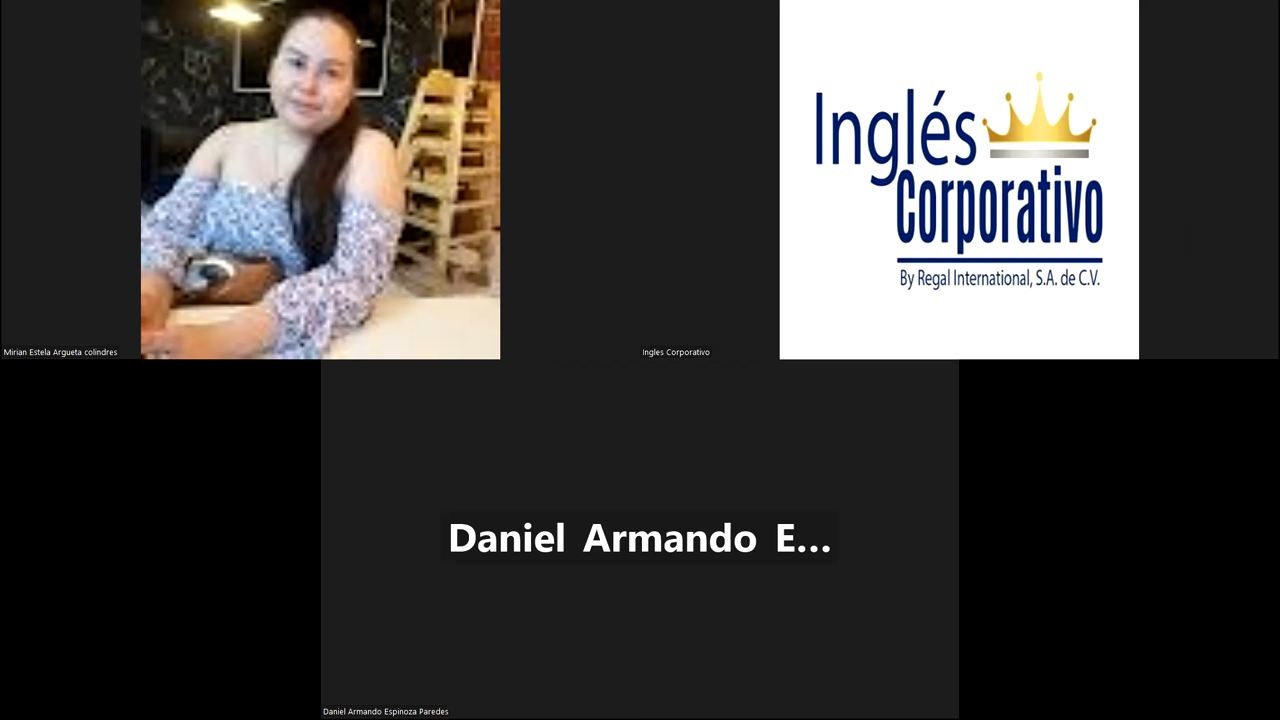 Inglés
Corporativo
By Regal International, S.A. de C.V.
Mirian Estela Argueta colindres
Ingles Corporativo
Daniel Armando E...
Daniel Armando Espinoza Paredes